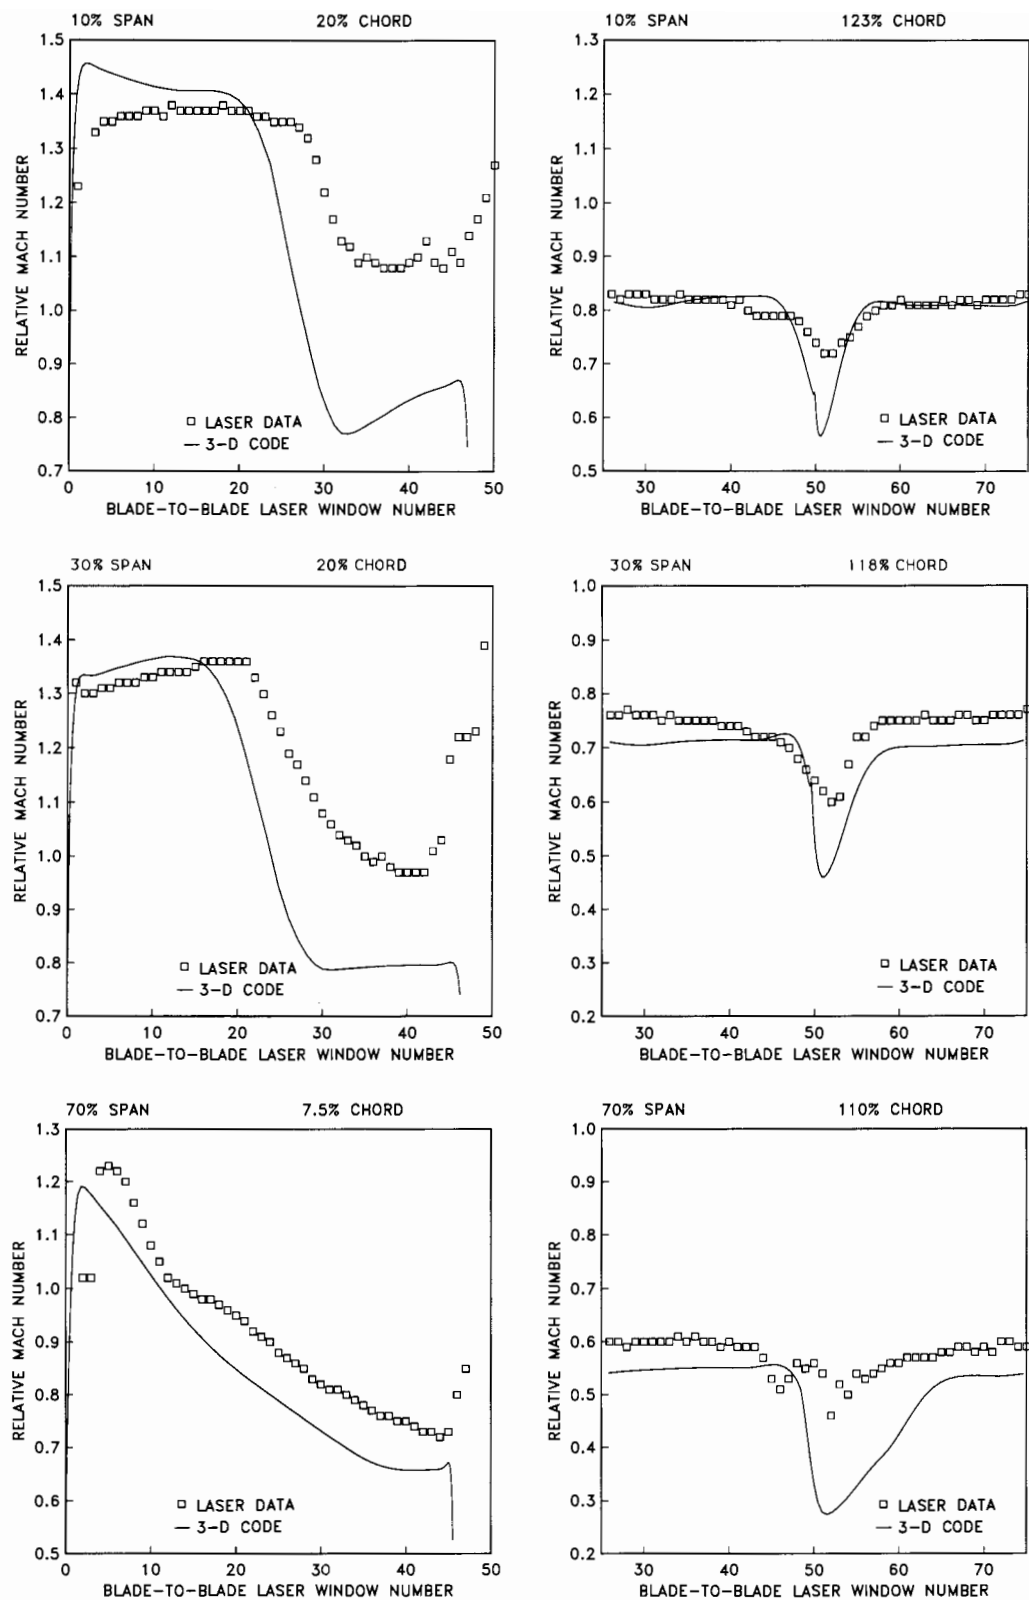 10% SPAN 20% CHORD
1.5
1.4
1.3
1.2
1.1
1.0
0.9
0.8
0.7
RELATIVE MACH NUMBER
LASER DATA
3-D CODE
0 10 20 30 40 50
BLADE-TO-BLADE LASER WINDOW NUMBER
10% SPAN 123% CHORD
1.3
1.2
1.1
1.0
0.9
0.8
0.7
0.6
0.5
RELATIVE MACH NUMBER
LASER DATA
3-D CODE
30 40 50 60 70
BLADE-TO-BLADE LASER WINDOW NUMBER
30% SPAN 20% CHORD
1.5
1.4
1.3
1.2
1.1
1.0
0.9
0.8
0.7
RELATIVE MACH NUMBER
LASER DATA
3-D CODE
0 10 20 30 40 50
BLADE-TO-BLADE LASER WINDOW NUMBER
30% SPAN 118% CHORD
1.0
0.9
0.8
0.7
0.6
0.5
0.4
0.3
0.2
RELATIVE MACH NUMBER
LASER DATA
3-D CODE
30 40 50 60 70
BLADE-TO-BLADE LASER WINDOW NUMBER
70% SPAN 7.5% CHORD
1.3
1.2
1.1
1.0
0.9
0.8
0.7
0.6
0.5
RELATIVE MACH NUMBER
LASER DATA
3-D CODE
0 10 20 30 40 50
BLADE-TO-BLADE LASER WINDOW NUMBER
70% SPAN 110% CHORD
1.0
0.9
0.8
0.7
0.6
0.5
0.4
0.3
0.2
RELATIVE MACH NUMBER
LASER DATA
3-D CODE
30 40 50 60 70
BLADE-TO-BLADE LASER WINDOW NUMBER